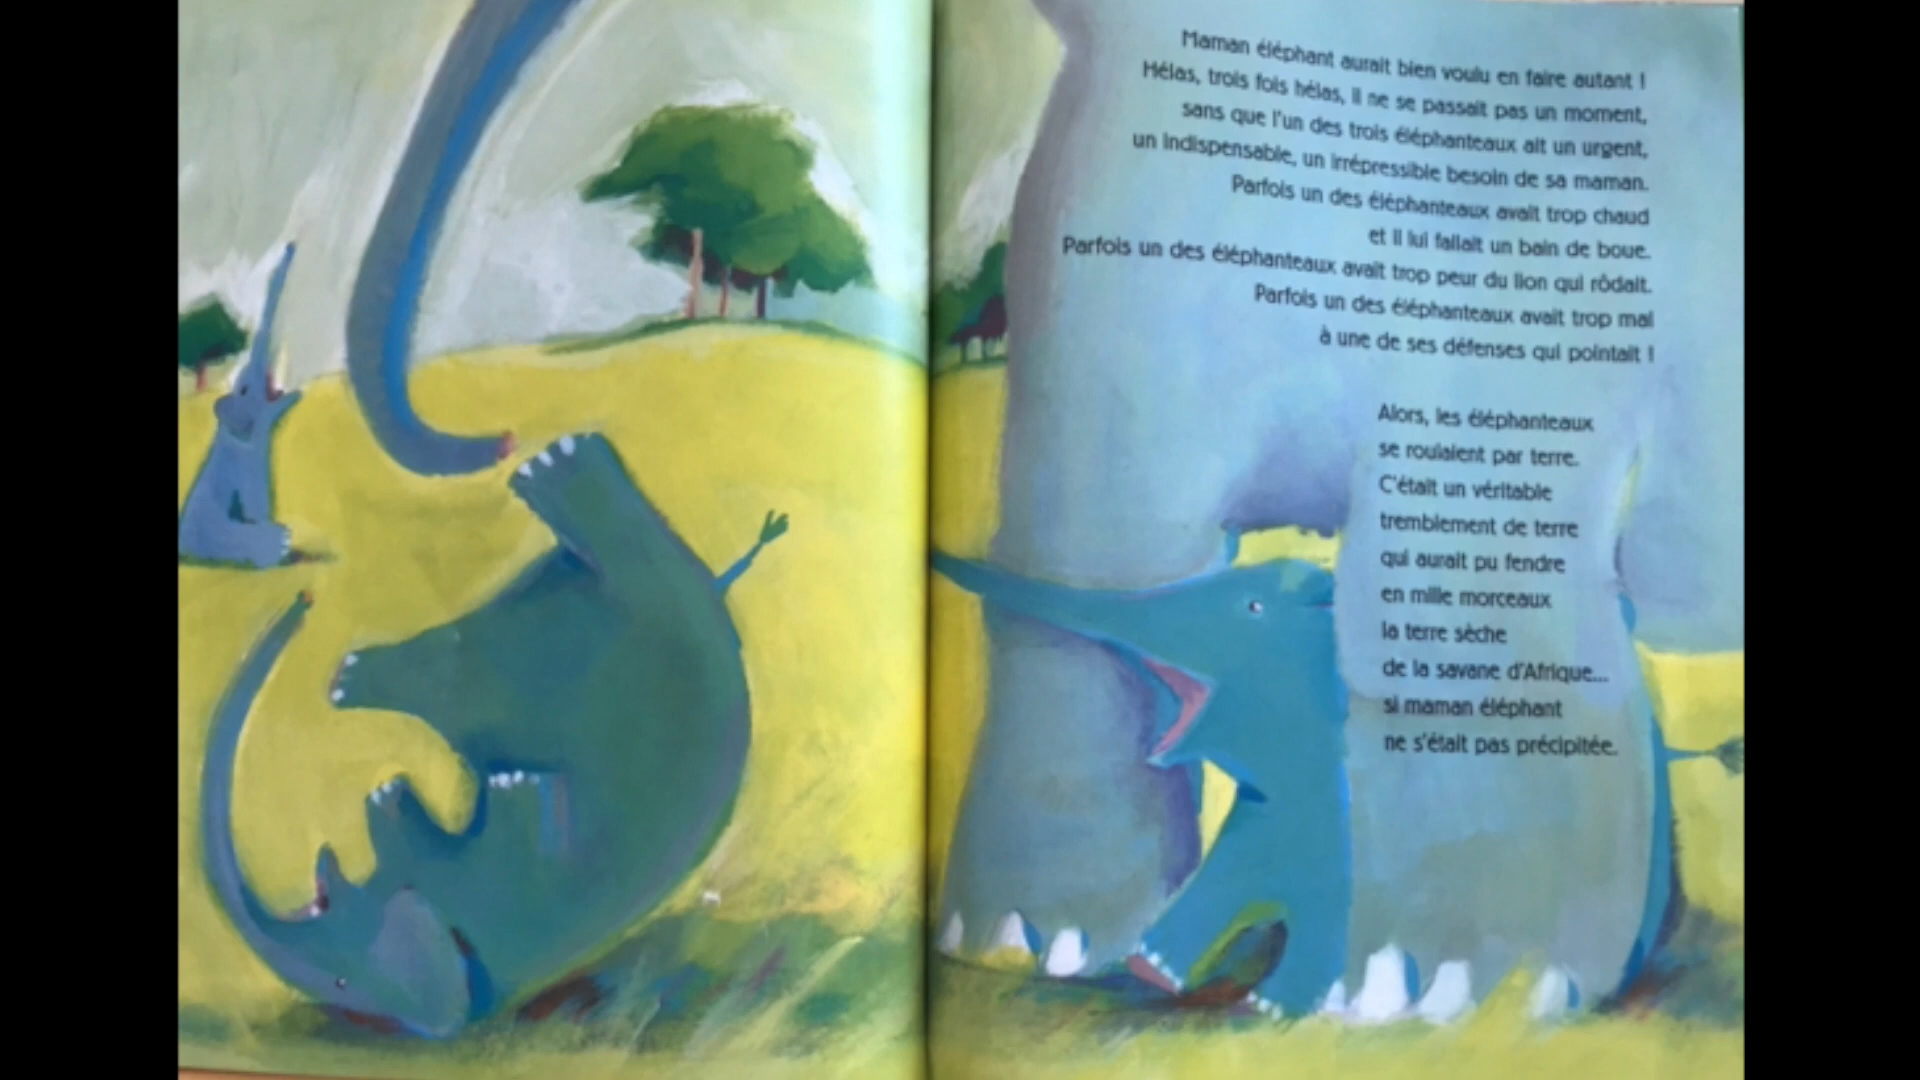 Maman éléphant aurait bien voulu en faire autant !
Hélas, trois fois hélas, il ne se passait pas un moment,
sans que l'un des trois éléphanteaux ait un urgent,
un indispensable, un irrépressible besoin de sa maman.
Parfois un des éléphanteaux avait trop chaud
et il lui fallait un bain de boue.
Parfois un des éléphanteaux avait trop peur du lion qui rôdait.
Parfois un des éléphanteaux avait trop mal
à une de ses défenses qui pointait !
Alors, les éléphanteaux
se roulaient par terre.
C'était un véritable
tremblement de terre
qui aurait pu fendre
en mille morceaux
la terre sèche
de la savane d'Afrique...
si maman éléphant
ne s'était pas précipitée.